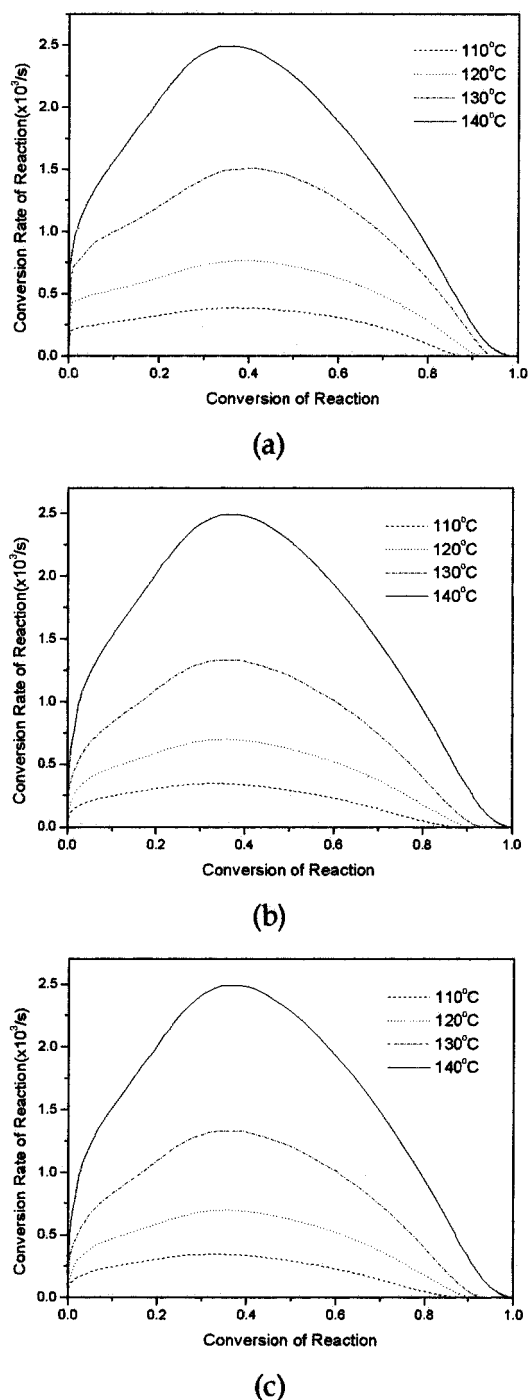 2.5
2.0
1.5
1.0
0.5
0.0
Conversion Rate of Reaction(x10³/s)
110°C
120°C
130°C
140°C
0.0 0.2 0.4 0.6 0.8 1.0
Conversion of Reaction
(a)
2.5
2.0
1.5
1.0
0.5
0.0
Conversion Rate of Reaction(x10³/s)
110°C
120°C
130°C
140°C
0.0 0.2 0.4 0.6 0.8 1.0
Conversion of Reaction
(b)
2.5
2.0
1.5
1.0
0.5
0.0
Conversion Rate of Reaction(x10³/s)
110°C
120°C
130°C
140°C
0.0 0.2 0.4 0.6 0.8 1.0
Conversion of Reaction
(c)